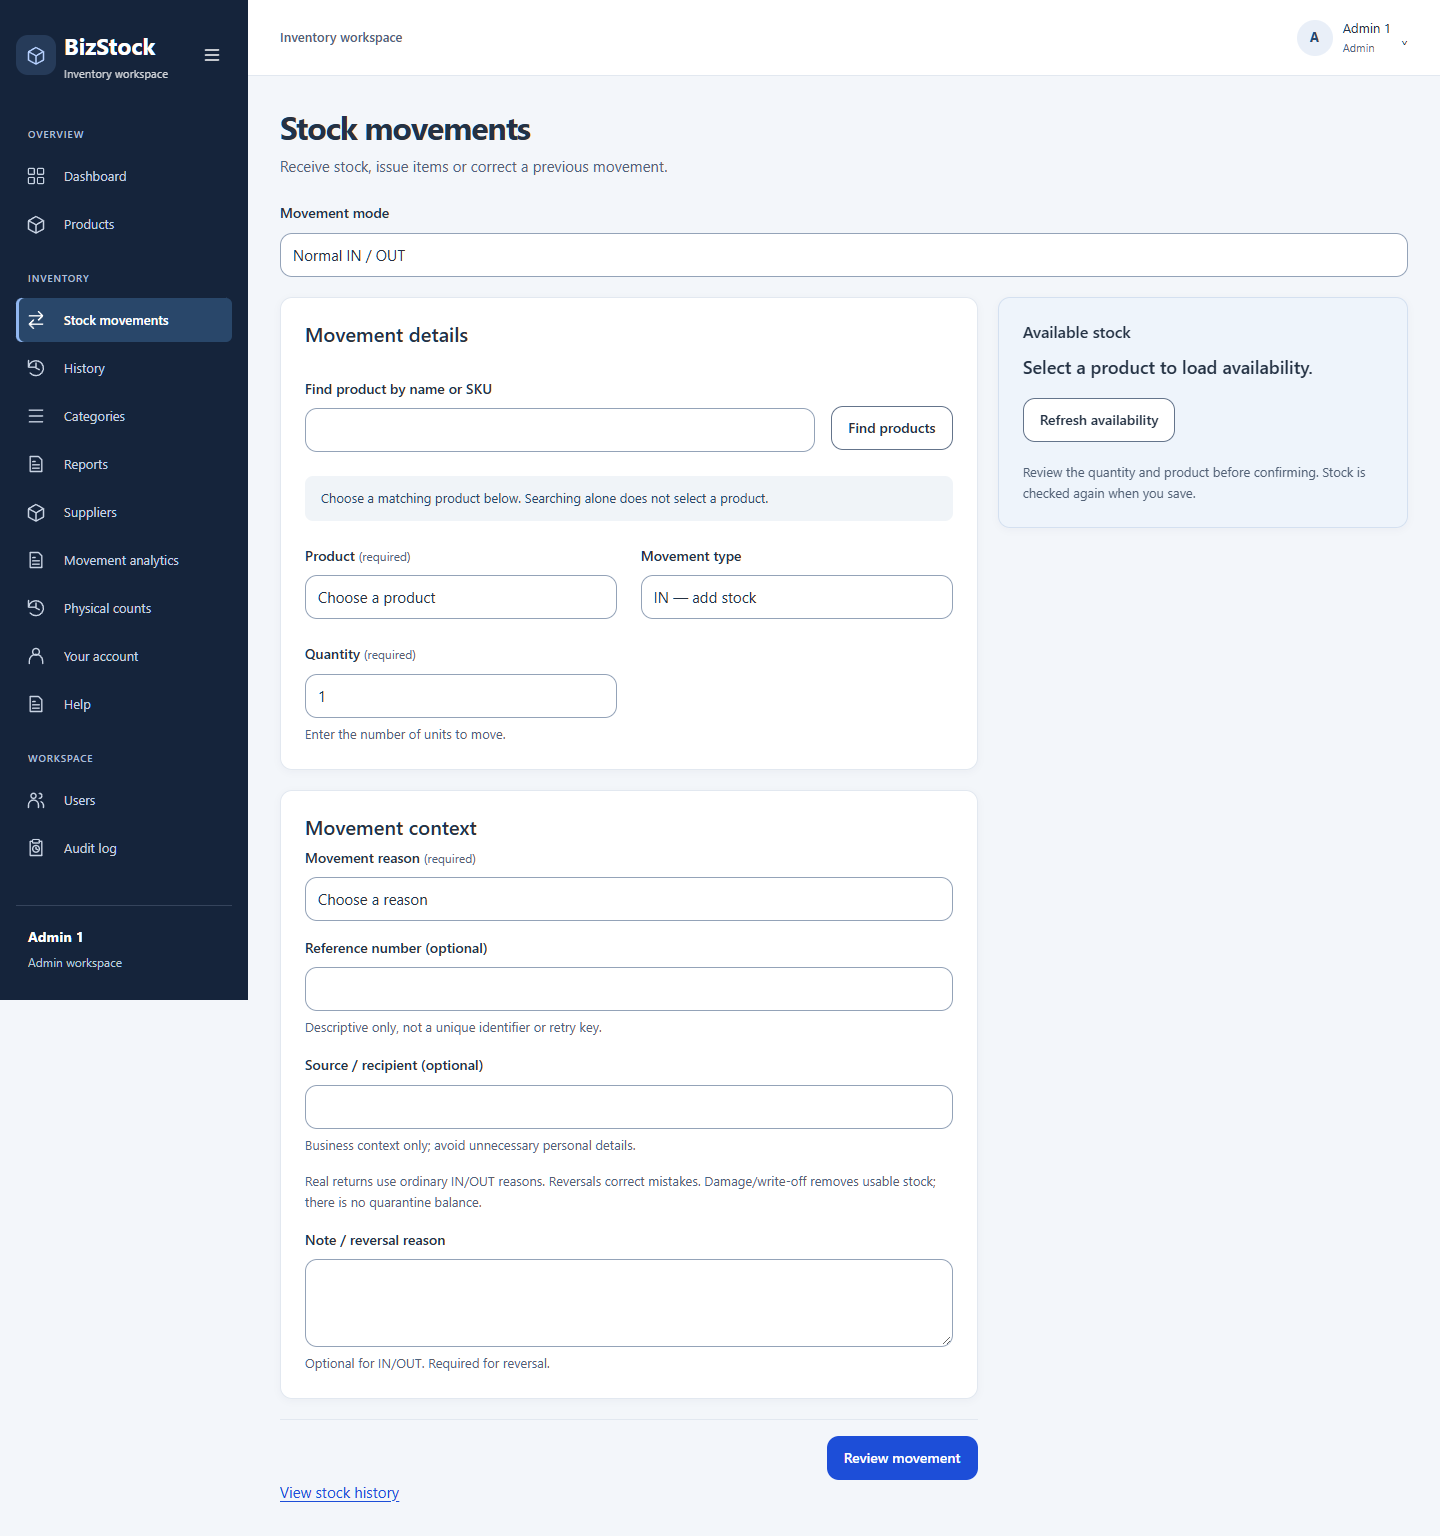 BizStock
Inventory workspace
OVERVIEW
Dashboard
Products
INVENTORY
Stock movements
History
Categories
Reports
Suppliers
Movement analytics
Physical counts
Your account
Help
WORKSPACE
Users
Audit log
Admin 1
Admin workspace
Inventory workspace
A
Admin 1
Admin
Stock movements
Receive stock, issue items or correct a previous movement.
Movement mode
Normal IN / OUT
Movement details
Find product by name or SKU
Find products
Choose a matching product below. Searching alone does not select a product.
Product (required)
Choose a product
Movement type
IN — add stock
Quantity (required)
1
Enter the number of units to move.
Available stock
Select a product to load availability.
Refresh availability
Review the quantity and product before confirming. Stock is
checked again when you save.
Movement context
Movement reason (required)
Choose a reason
Reference number (optional)
Descriptive only, not a unique identifier or retry key.
Source / recipient (optional)
Business context only; avoid unnecessary personal details.
Real returns use ordinary IN/OUT reasons. Reversals correct mistakes. Damage/write-off removes usable stock;
there is no quarantine balance.
Note / reversal reason
Optional for IN/OUT. Required for reversal.
Review movement
View stock history